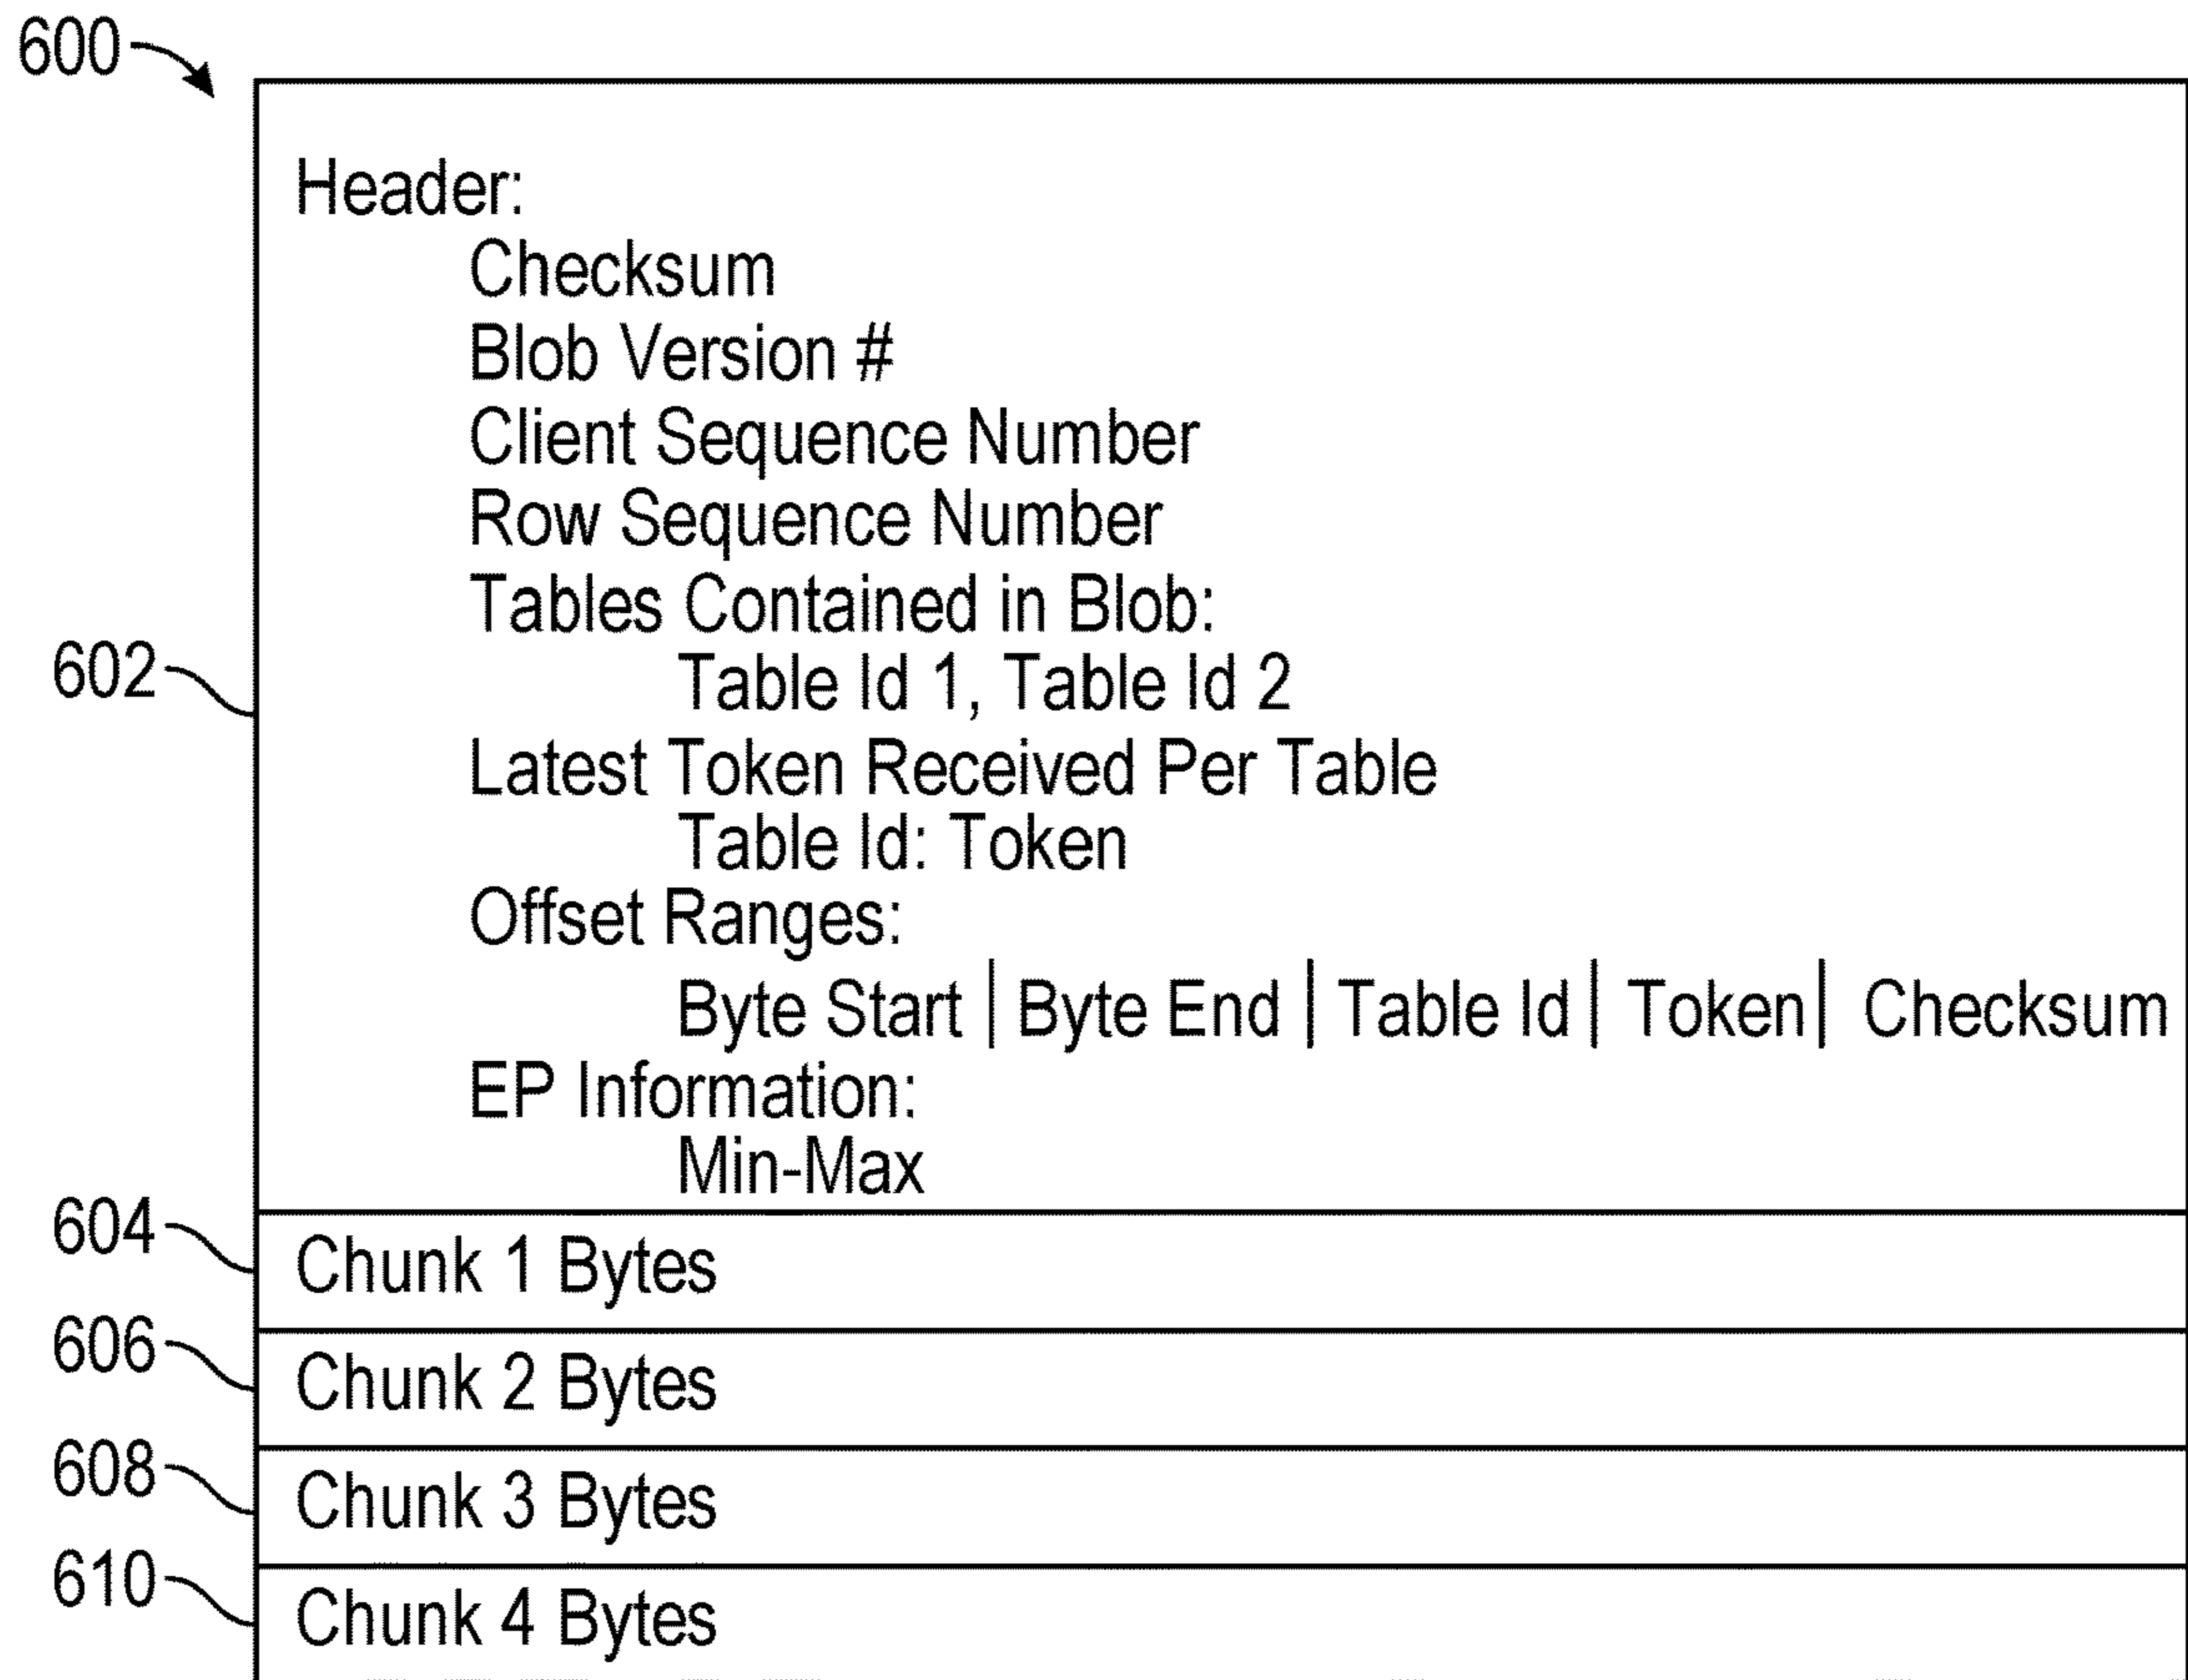 600
Header:
Checksum
Blob Version #
Client Sequence Number
Row Sequence Number
Tables Contained in Blob:
602
Table Id 1, Table Id 2
Latest Token Received Per Table
Table Id: Token
Offset Ranges:
Byte Start | Byte End | Table Id | Token | Checksum
EP Information:
Min-Max
604
Chunk 1 Bytes
606
Chunk 2 Bytes
608
Chunk 3 Bytes
610
Chunk 4 Bytes